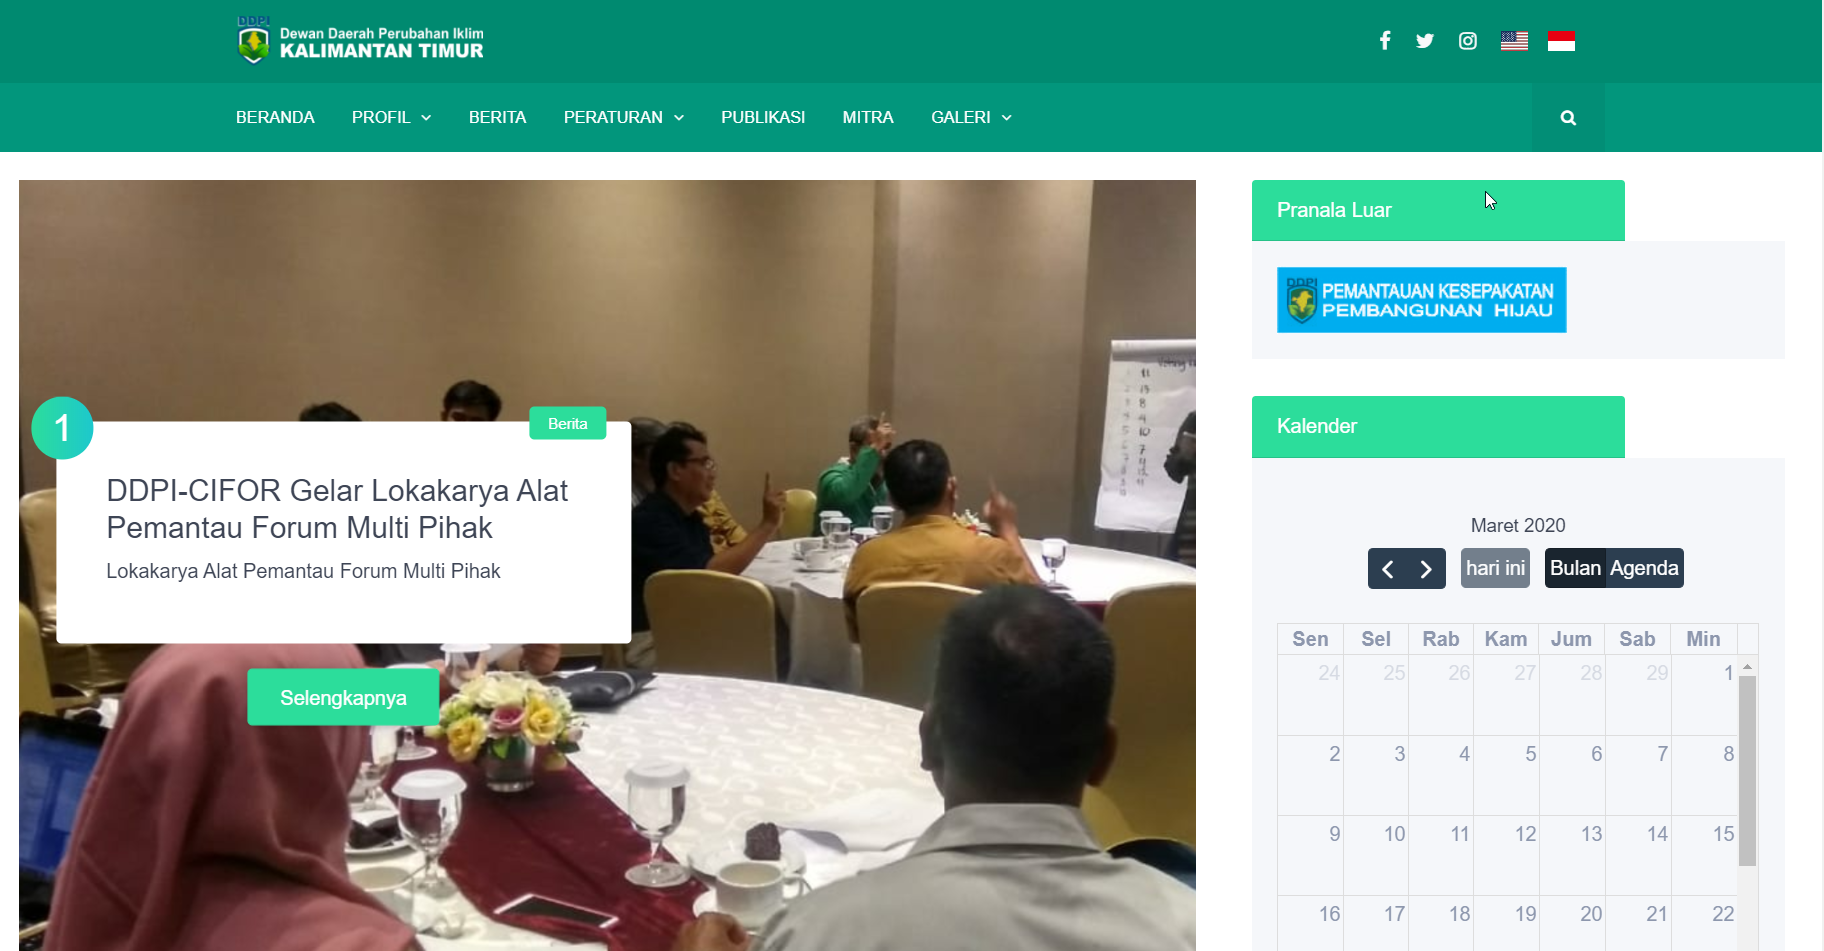 DDPI
Dewan Daerah Perubahan Iklim
KALIMANTAN TIMUR
BERANDA PROFIL BERITA PERATURAN PUBLIKASI MITRA GALERI
1
Berita
DDPI-CIFOR Gelar Lokakarya Alat
Pemantau Forum Multi Pihak
Lokakarya Alat Pemantau Forum Multi Pihak
Selengkapnya
Pranala Luar
DDPI
PEMANTAUAN KESEPAKATAN
PEMBANGUNAN HIJAU
Kalender
Maret 2020
hari ini Bulan Agenda
Sen Sel Rab Kam Jum Sab Min
24 25 26 27 28 29 1
2 3 4 5 6 7 8
9 10 11 12 13 14 15
16 17 18 19 20 21 22